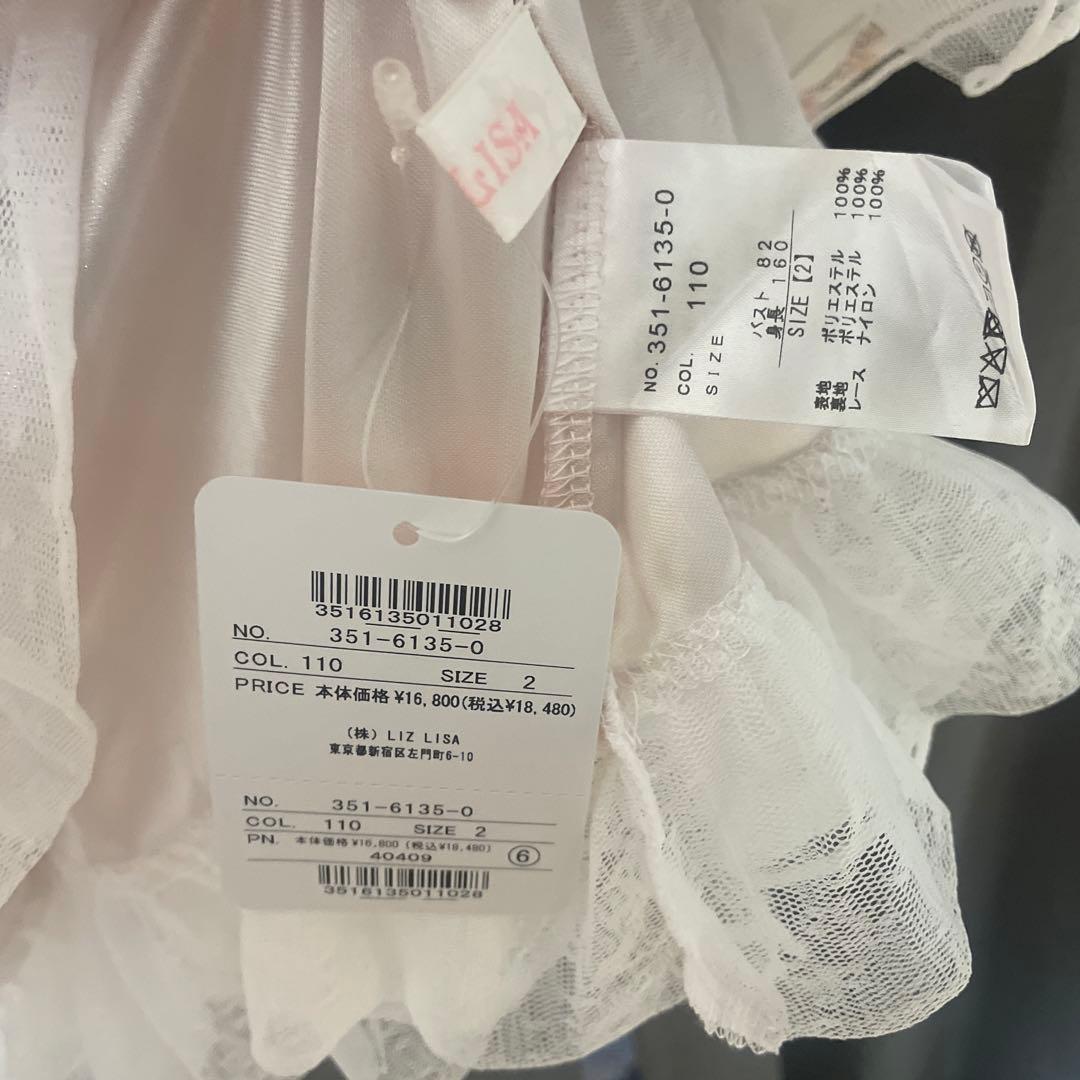 LISA
NO. 351-6135-0
COL. 110
SIZE
バスト 82
身長 160
SIZE【2】
表地 ポリエステル 100%
裏地 ポリエステル 100%
レース ナイロン 100%
3516135011028
NO. 351-6135-0
COL. 110 SIZE 2
PRICE 本体価格 ¥16,800(税込¥18,480)
(株) LIZ LISA
東京都新宿区左門町6-10
NO. 351-6135-0
COL. 110 SIZE 2
PN. 本体価格 ¥16,800 (税込¥18,480)
40409 ⑥
3516135011028